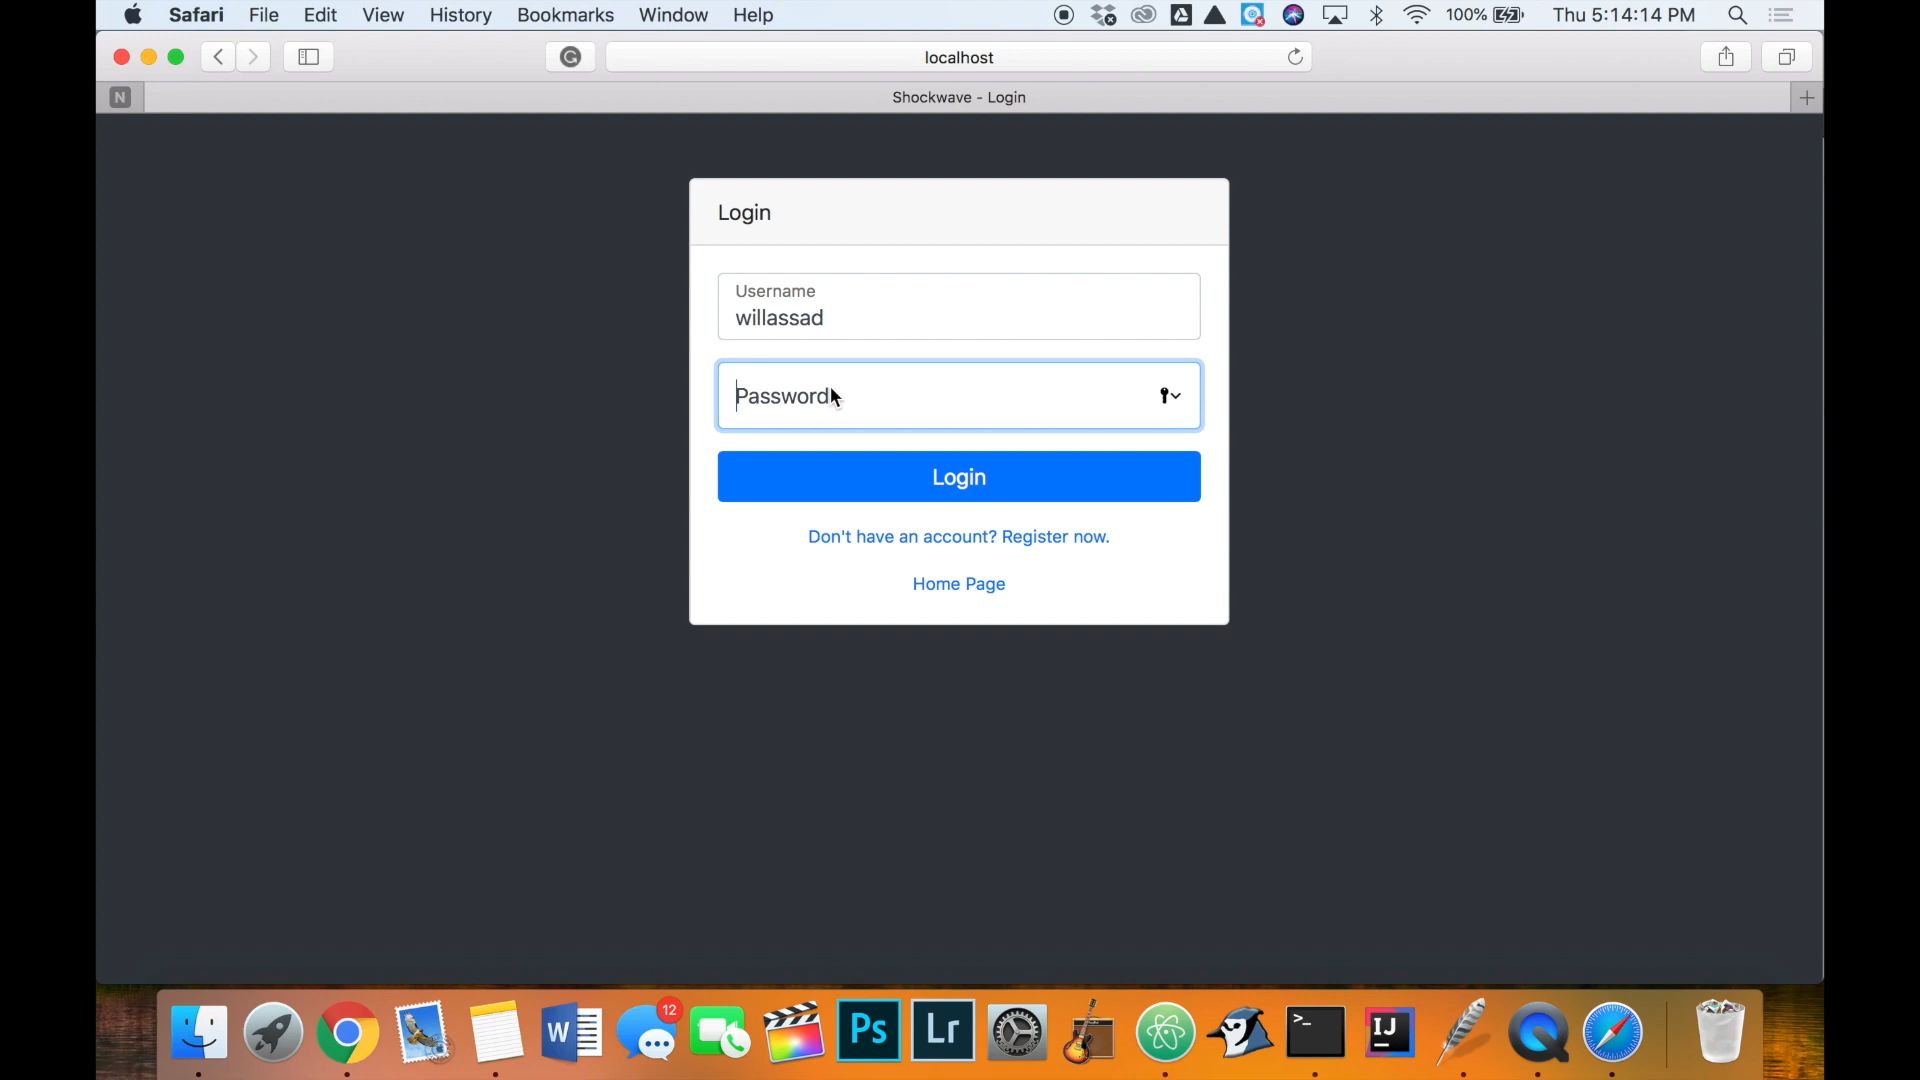 Safari File Edit View History Bookmarks Window Help 100% Thu 5:14:14 PM
localhost
N Shockwave - Login
Login
Username
willassad
Password
Login
Don't have an account? Register now.
Home Page
12
W Ps Lr >_ IJ